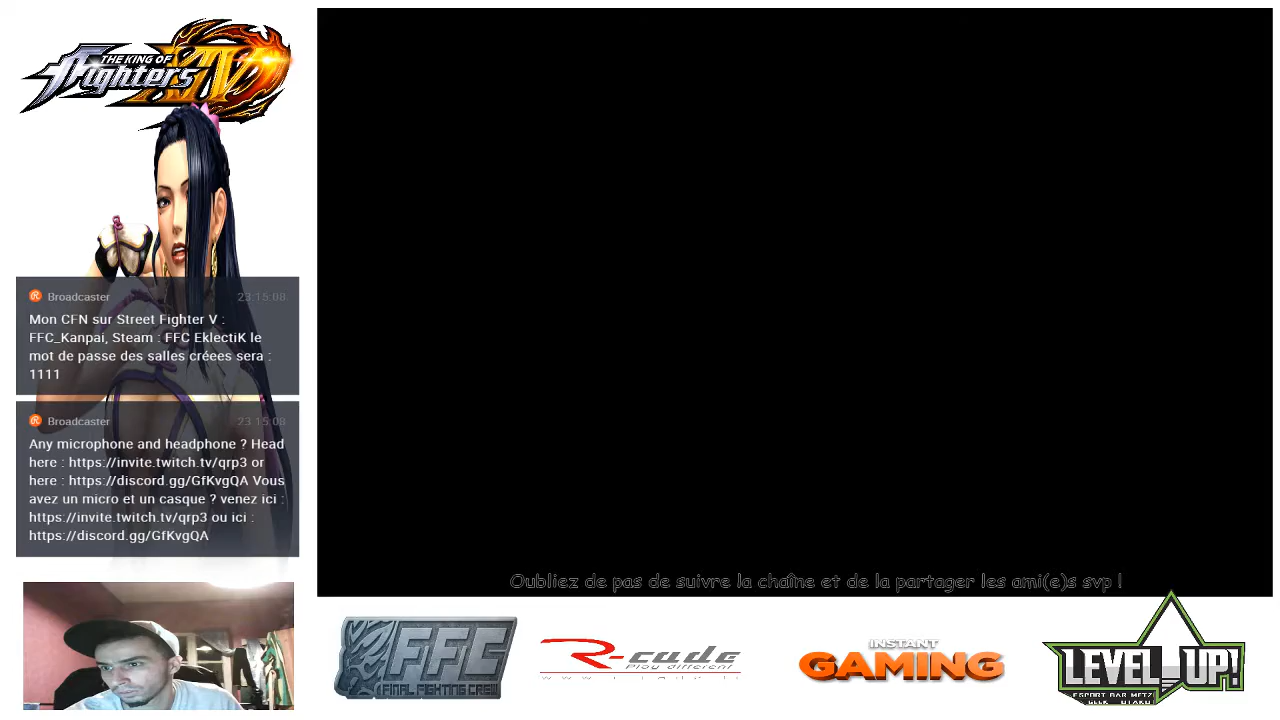 THE KING OF
Fighters XIV
Broadcaster 23:15:08
Mon CFN sur Street Fighter V :
FFC_Kanpai, Steam : FFC EklectiK le
mot de passe des salles créees sera :
1111
Broadcaster 23:15:08
Any microphone and headphone ? Head
here : https://invite.twitch.tv/qrp3 or
here : https://discord.gg/GfKvgQA Vous
avez un micro et un casque ? venez ici :
https://invite.twitch.tv/qrp3 ou ici :
https://discord.gg/GfKvgQA
Oubliez de pas de suivre la chaîne et de la partager les ami(e)s svp !
FFC
FINAL FIGHTING CREW
R-cade
Play different
INSTANT
GAMING
LEVEL UP!
ESPORT BAR METZ
GEEK OTAKU